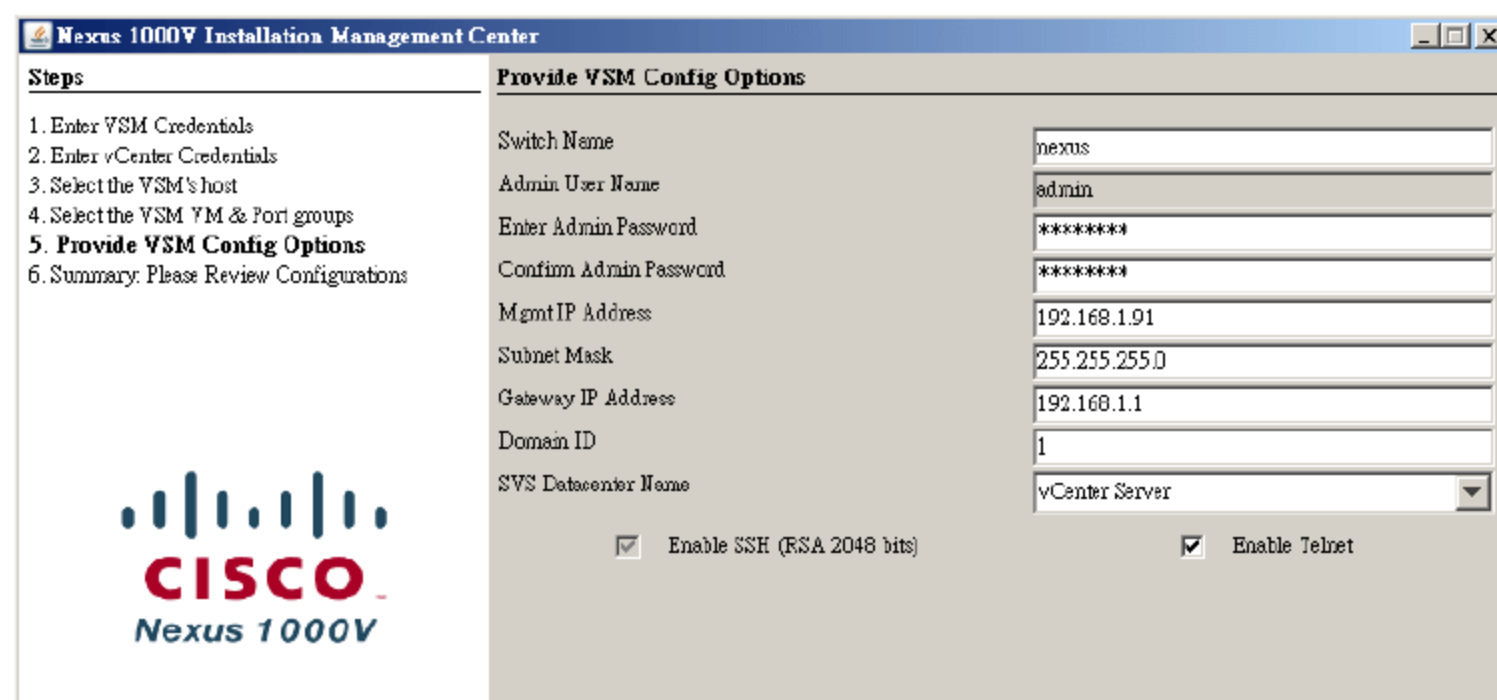 Nexus 1000V Installation Management Center
Steps
1. Enter VSM Credentials
2. Enter vCenter Credentials
3. Select the VSM's host
4. Select the VSM VM & Port groups
5. Provide VSM Config Options
6. Summary: Please Review Configurations
CISCO
Nexus 1000V
Provide VSM Config Options
Switch Name nexus
Admin User Name admin
Enter Admin Password ********
Confirm Admin Password ********
Mgmt IP Address 192.168.1.91
Subnet Mask 255.255.255.0
Gateway IP Address 192.168.1.1
Domain ID 1
SVS Datacenter Name vCenter Server
Enable SSH (RSA 2048 bits) Enable Telnet